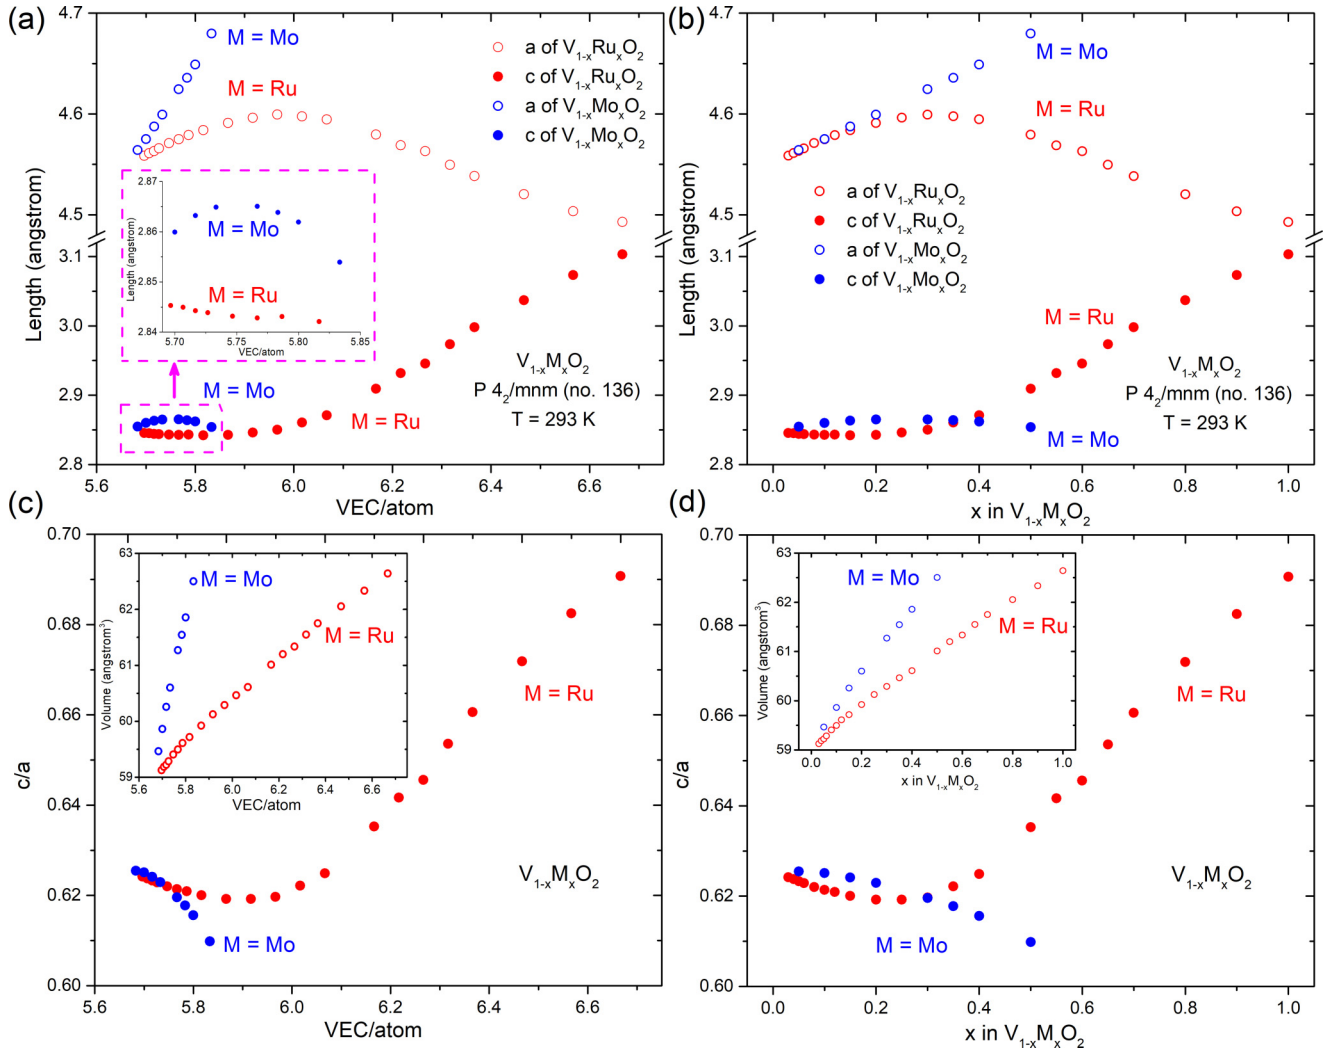 (a)
4.7
4.6
4.5
3.1
3.0
2.9
2.8
Length (angstrom)
M = Mo
M = Ru
a of V1-xRuxO2
c of V1-xRuxO2
a of V1-xMoxO2
c of V1-xMoxO2
2.87
2.86
2.85
2.84
Length (angstrom)
M = Mo
M = Ru
5.70 5.75 5.80 5.85
VEC/atom
M = Mo
M = Ru
V1-xMxO2
P 42/mnm (no. 136)
T = 293 K
5.6 5.8 6.0 6.2 6.4 6.6
VEC/atom
(b)
4.7
4.6
4.5
3.1
3.0
2.9
2.8
Length (angstrom)
M = Mo
M = Ru
a of V1-xRuxO2
c of V1-xRuxO2
a of V1-xMoxO2
c of V1-xMoxO2
M = Ru
V1-xMxO2
P 42/mnm (no. 136)
T = 293 K
M = Mo
0.0 0.2 0.4 0.6 0.8 1.0
x in V1-xMxO2
(c)
0.70
0.68
0.66
0.64
0.62
0.60
c/a
63
62
61
60
59
Volume (angstrom3)
M = Mo
M = Ru
5.6 5.8 6.0 6.2 6.4 6.6
VEC/atom
M = Ru
V1-xMxO2
M = Mo
5.6 5.8 6.0 6.2 6.4 6.6
VEC/atom
(d)
0.70
0.68
0.66
0.64
0.62
0.60
c/a
63
62
61
60
59
Volume (angstrom3)
M = Mo
M = Ru
0.0 0.2 0.4 0.6 0.8 1.0
x in V1-xMxO2
M = Ru
V1-xMxO2
M = Mo
0.0 0.2 0.4 0.6 0.8 1.0
x in V1-xMxO2